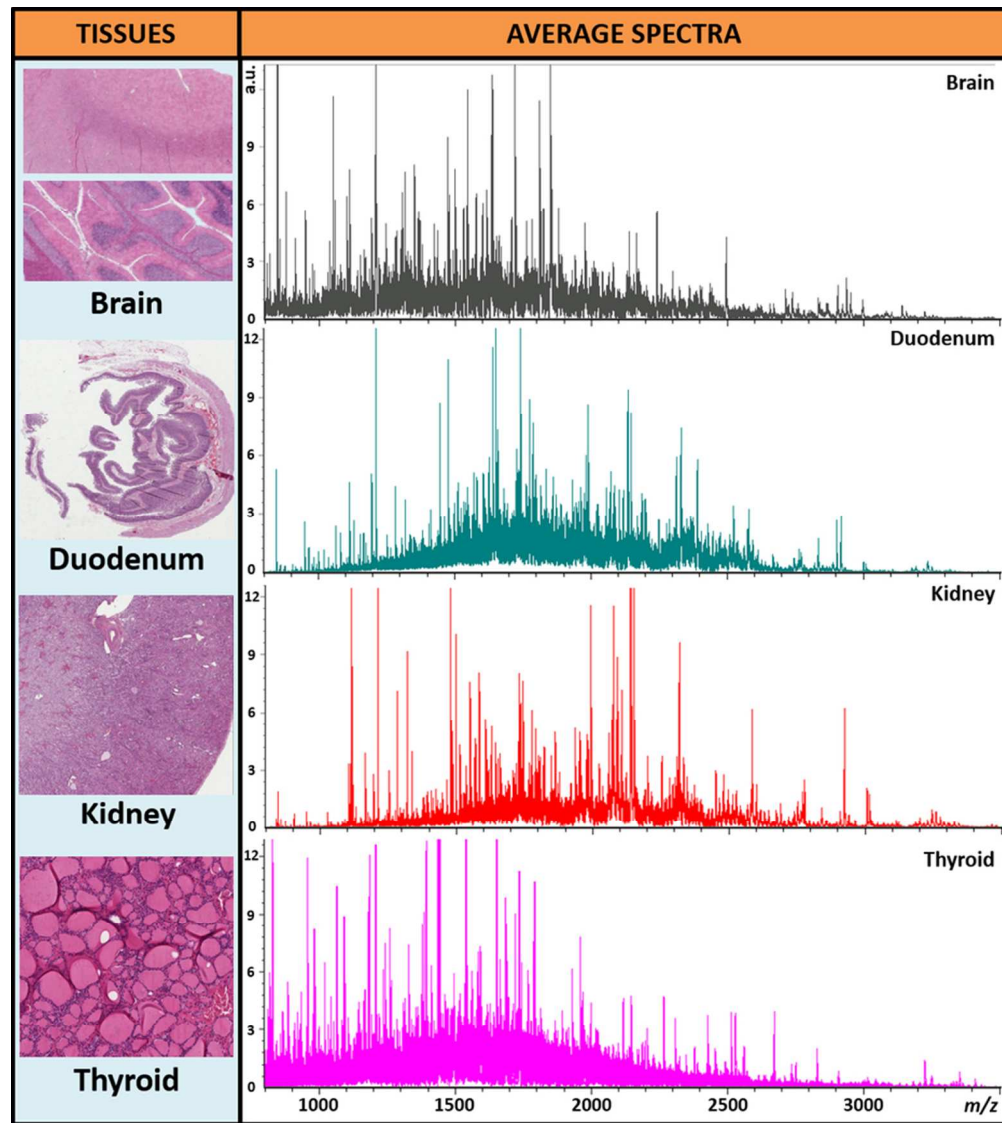 TISSUES
AVERAGE SPECTRA
Brain
Duodenum
Kidney
Thyroid
a.u.
Brain
9
6
3
0
Duodenum
12
9
6
3
0
Kidney
12
9
6
3
0
Thyroid
12
9
6
3
0
1000 1500 2000 2500 3000 m/z